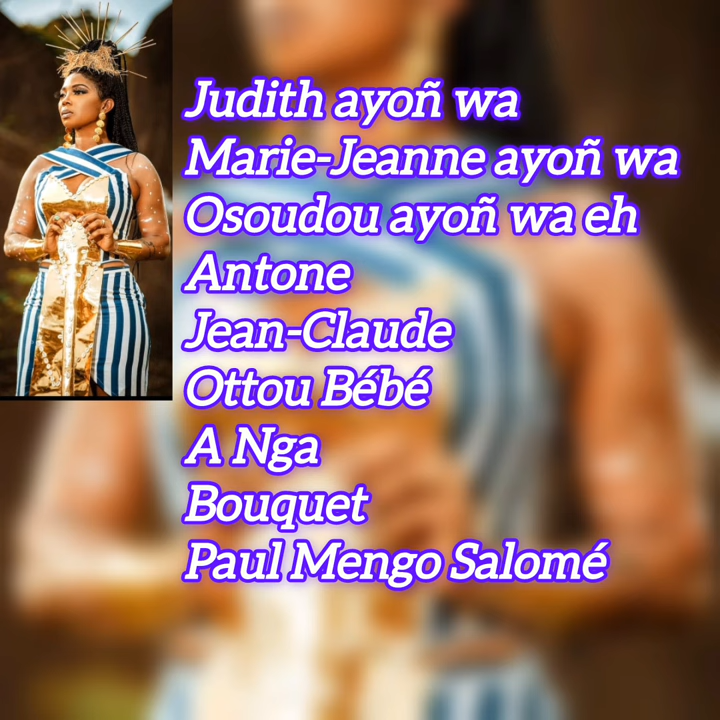 Judith ayoñ wa
Marie-Jeanne ayoñ wa
Osoudou ayoñ wa eh
Antone
Jean-Claude
Ottou Bébé
A Nga
Bouquet
Paul Mengo Salomé